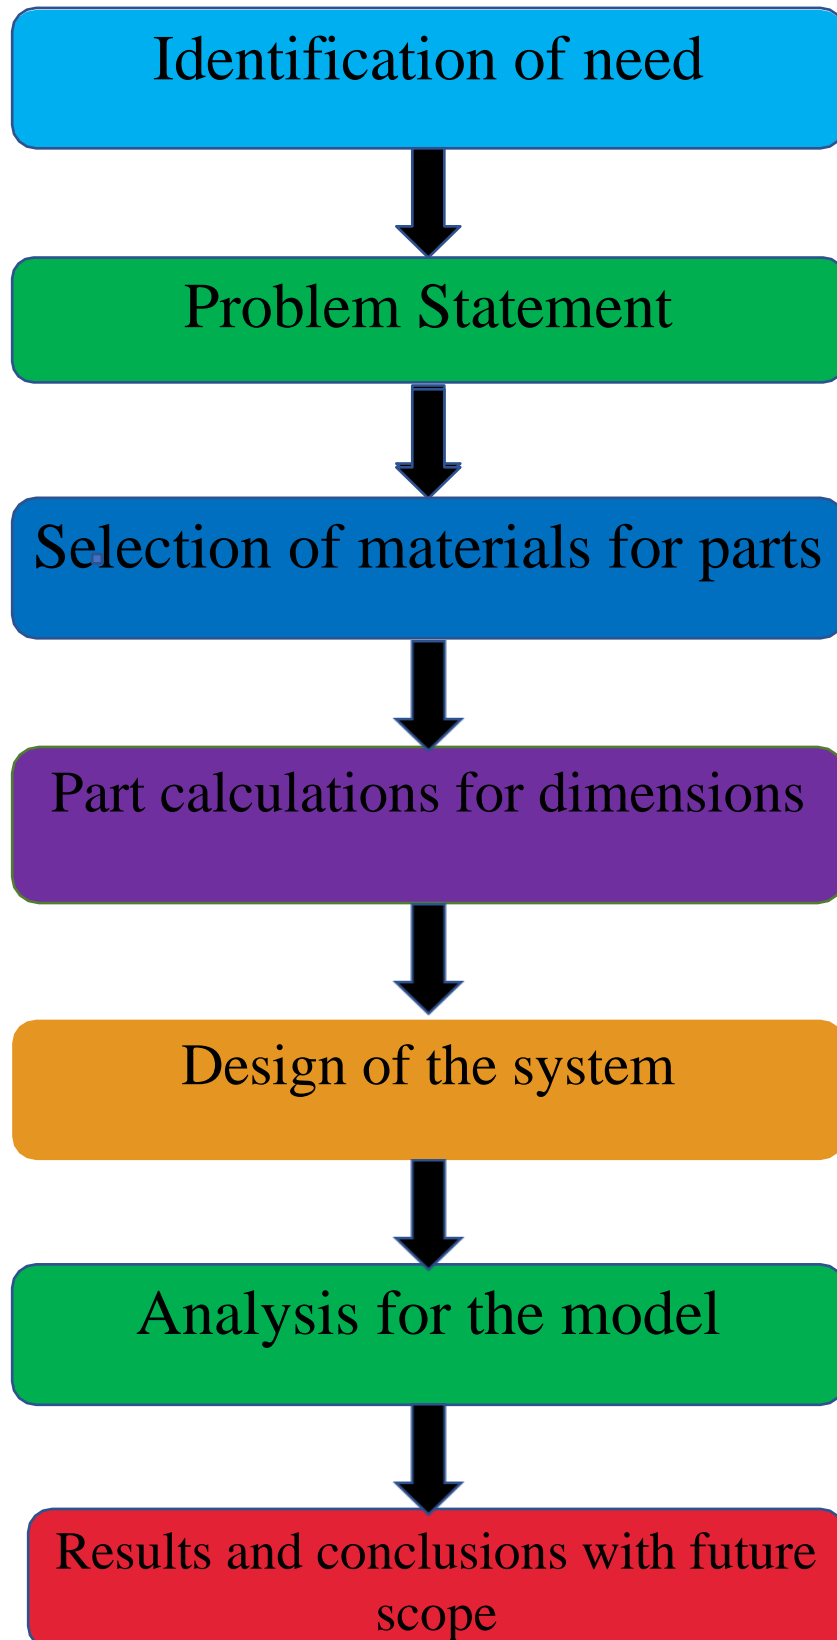 Identification of need
Problem Statement
Selection of materials for parts
Part calculations for dimensions
Design of the system
Analysis for the model
Results and conclusions with future
scope